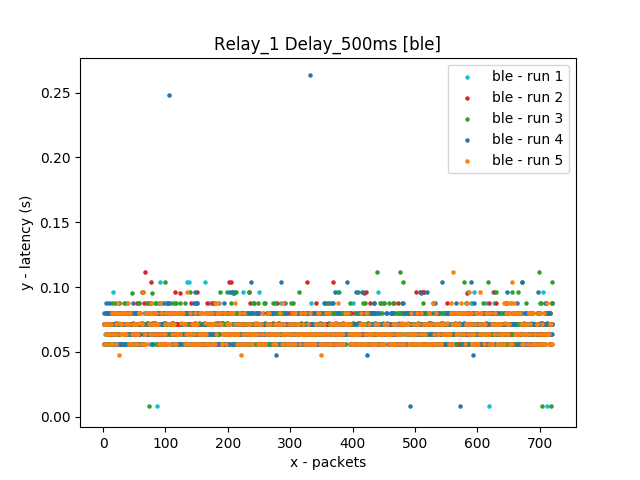 Relay_1 Delay_500ms [ble]
ble - run 1
ble - run 2
ble - run 3
ble - run 4
ble - run 5
0.25
0.20
0.15
0.10
0.05
0.00
y - latency (s)
0 100 200 300 400 500 600 700
x - packets